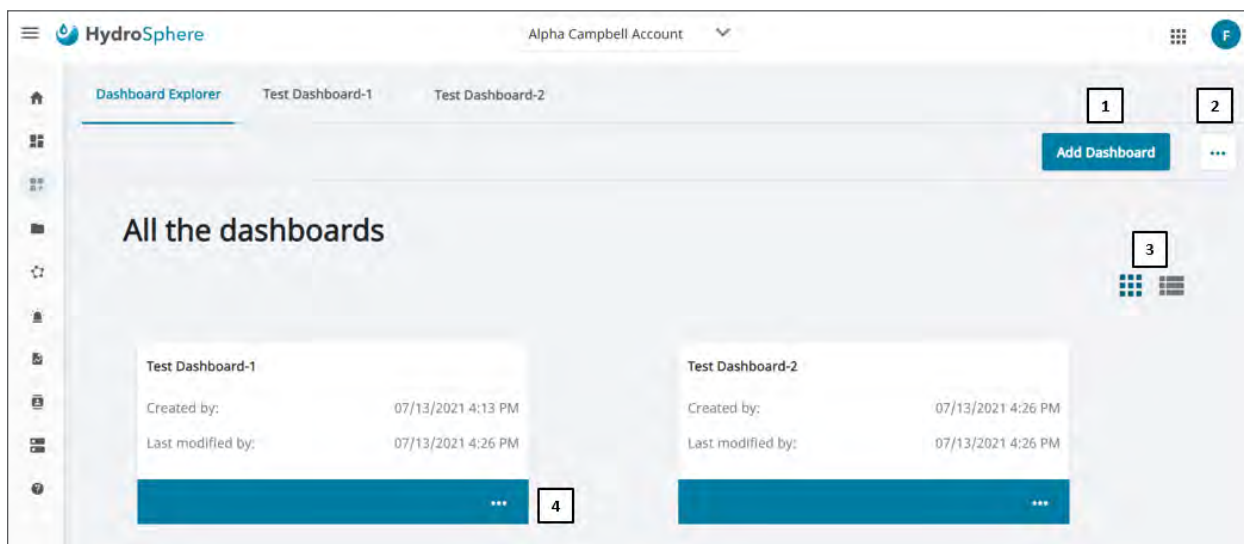 HydroSphere
Alpha Campbell Account
F
Dashboard Explorer
Test Dashboard-1
Test Dashboard-2
1
2
Add Dashboard
...
All the dashboards
3
Test Dashboard-1
Created by: 07/13/2021 4:13 PM
Last modified by: 07/13/2021 4:26 PM
...
4
Test Dashboard-2
Created by: 07/13/2021 4:26 PM
Last modified by: 07/13/2021 4:26 PM
...